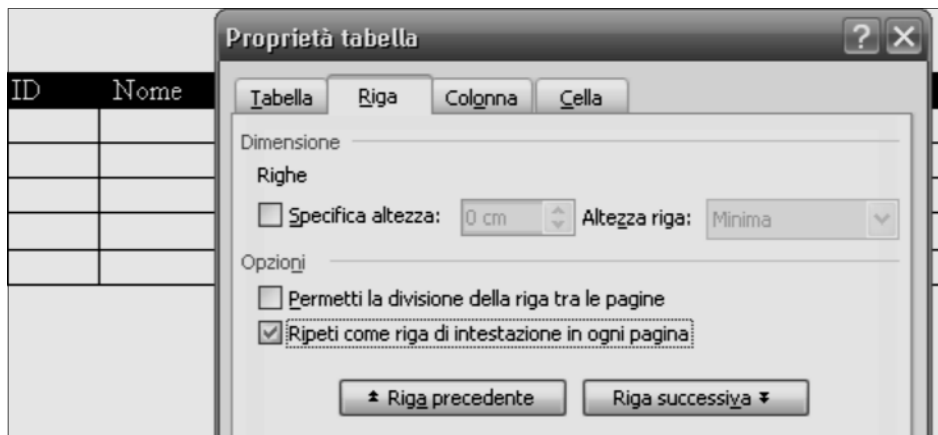 Proprietà tabella
ID Nome
Tabella Riga Colonna Cella
Dimensione
Righe
Specifica altezza: 0 cm Altezza riga: Minima
Opzioni
Permetti la divisione della riga tra le pagine
Ripeti come riga di intestazione in ogni pagina
Riga precedente Riga successiva